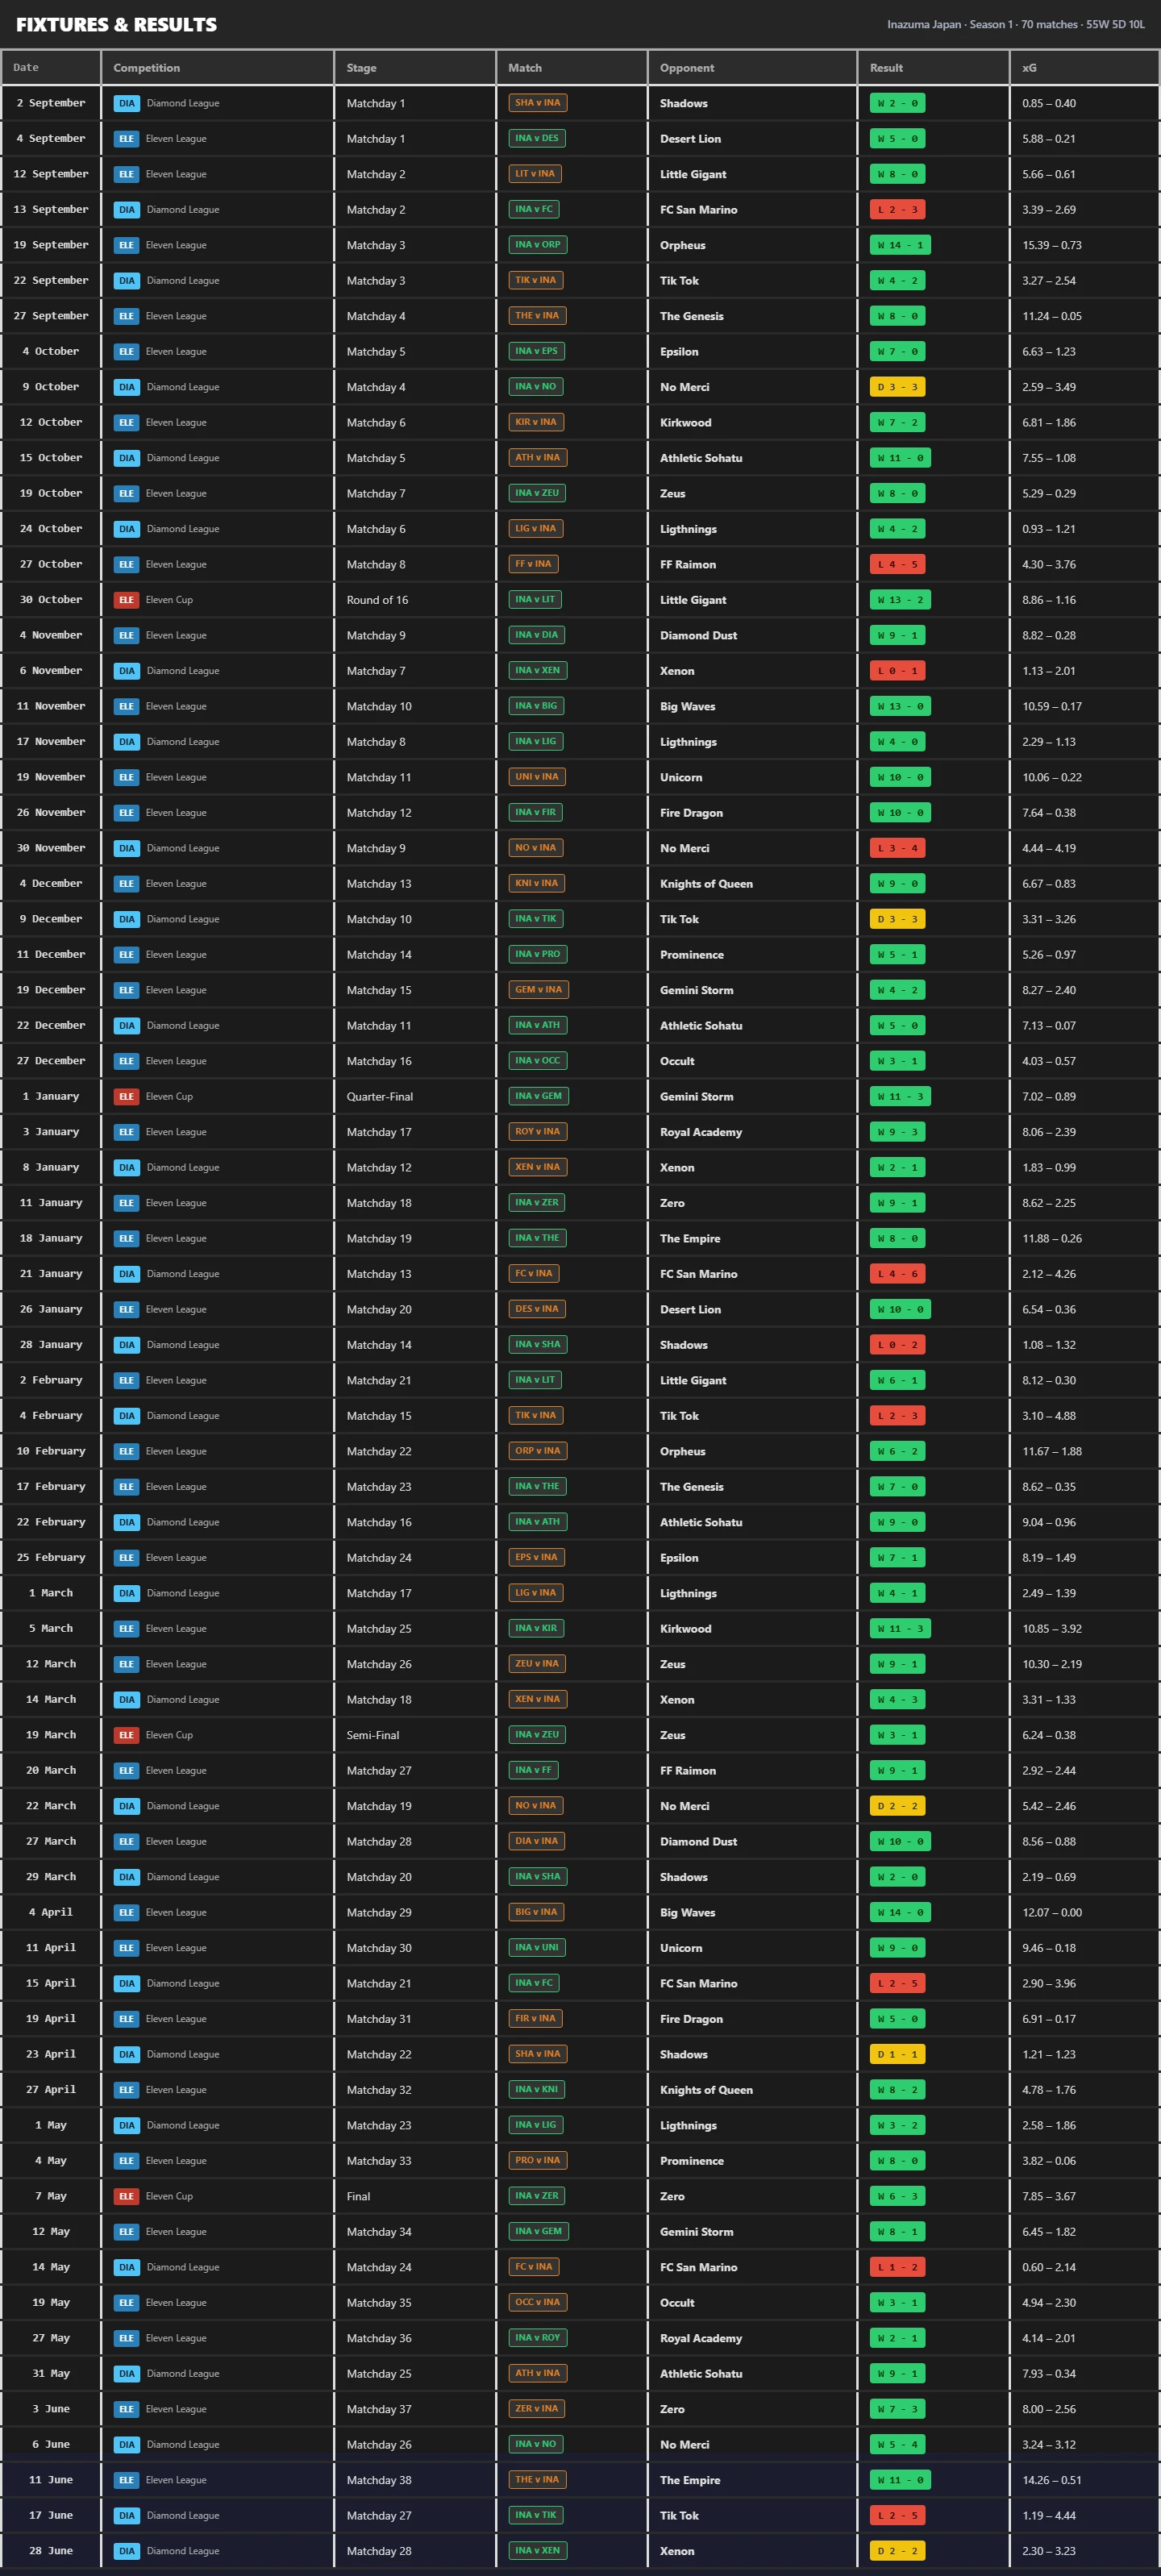 FIXTURES & RESULTS Inazuma Japan · Season 1 · 70 matches · 55W 5D 10L
Date Competition Stage Match Opponent Result xG
2 September DIA Diamond League Matchday 1 SHA v INA Shadows W 2 - 0 0.85 – 0.40
4 September ELE Eleven League Matchday 1 INA v DES Desert Lion W 5 - 0 5.88 – 0.21
12 September ELE Eleven League Matchday 2 LIT v INA Little Gigant W 8 - 0 5.66 – 0.61
13 September DIA Diamond League Matchday 2 INA v FC FC San Marino L 2 - 3 3.39 – 2.69
19 September ELE Eleven League Matchday 3 INA v ORP Orpheus W 14 - 1 15.39 – 0.73
22 September DIA Diamond League Matchday 3 TIK v INA Tik Tok W 4 - 2 3.27 – 2.54
27 September ELE Eleven League Matchday 4 THE v INA The Genesis W 8 - 0 11.24 – 0.05
4 October ELE Eleven League Matchday 5 INA v EPS Epsilon W 7 - 0 6.63 – 1.23
9 October DIA Diamond League Matchday 4 INA v NO No Merci D 3 - 3 2.59 – 3.49
12 October ELE Eleven League Matchday 6 KIR v INA Kirkwood W 7 - 2 6.81 – 1.86
15 October DIA Diamond League Matchday 5 ATH v INA Athletic Sohatu W 11 - 0 7.55 – 1.08
19 October ELE Eleven League Matchday 7 INA v ZEU Zeus W 8 - 0 5.29 – 0.29
24 October DIA Diamond League Matchday 6 LIG v INA Ligthnings W 4 - 2 0.93 – 1.21
27 October ELE Eleven League Matchday 8 FF v INA FF Raimon L 4 - 5 4.30 – 3.76
30 October ELE Eleven Cup Round of 16 INA v LIT Little Gigant W 13 - 2 8.86 – 1.16
4 November ELE Eleven League Matchday 9 INA v DIA Diamond Dust W 9 - 1 8.82 – 0.28
6 November DIA Diamond League Matchday 7 INA v XEN Xenon L 0 - 1 1.13 – 2.01
11 November ELE Eleven League Matchday 10 INA v BIG Big Waves W 13 - 0 10.59 – 0.17
17 November DIA Diamond League Matchday 8 INA v LIG Ligthnings W 4 - 0 2.29 – 1.13
19 November ELE Eleven League Matchday 11 UNI v INA Unicorn W 10 - 0 10.06 – 0.22
26 November ELE Eleven League Matchday 12 INA v FIR Fire Dragon W 10 - 0 7.64 – 0.38
30 November DIA Diamond League Matchday 9 NO v INA No Merci L 3 - 4 4.44 – 4.19
4 December ELE Eleven League Matchday 13 KNI v INA Knights of Queen W 9 - 0 6.67 – 0.83
9 December DIA Diamond League Matchday 10 INA v TIK Tik Tok D 3 - 3 3.31 – 3.26
11 December ELE Eleven League Matchday 14 INA v PRO Prominence W 5 - 1 5.26 – 0.97
19 December ELE Eleven League Matchday 15 GEM v INA Gemini Storm W 4 - 2 8.27 – 2.40
22 December DIA Diamond League Matchday 11 INA v ATH Athletic Sohatu W 5 - 0 7.13 – 0.07
27 December ELE Eleven League Matchday 16 INA v OCC Occult W 3 - 1 4.03 – 0.57
1 January ELE Eleven Cup Quarter-Final INA v GEM Gemini Storm W 11 - 3 7.02 – 0.89
3 January ELE Eleven League Matchday 17 ROY v INA Royal Academy W 9 - 3 8.06 – 2.39
8 January DIA Diamond League Matchday 12 XEN v INA Xenon W 2 - 1 1.83 – 0.99
11 January ELE Eleven League Matchday 18 INA v ZER Zero W 9 - 1 8.62 – 2.25
18 January ELE Eleven League Matchday 19 INA v THE The Empire W 8 - 0 11.88 – 0.26
21 January DIA Diamond League Matchday 13 FC v INA FC San Marino L 4 - 6 2.12 – 4.26
26 January ELE Eleven League Matchday 20 DES v INA Desert Lion W 10 - 0 6.54 – 0.36
28 January DIA Diamond League Matchday 14 INA v SHA Shadows L 0 - 2 1.08 – 1.32
2 February ELE Eleven League Matchday 21 INA v LIT Little Gigant W 6 - 1 8.12 – 0.30
4 February DIA Diamond League Matchday 15 TIK v INA Tik Tok L 2 - 3 3.10 – 4.88
10 February ELE Eleven League Matchday 22 ORP v INA Orpheus W 6 - 2 11.67 – 1.88
17 February ELE Eleven League Matchday 23 INA v THE The Genesis W 7 - 0 8.62 – 0.35
22 February DIA Diamond League Matchday 16 INA v ATH Athletic Sohatu W 9 - 0 9.04 – 0.96
25 February ELE Eleven League Matchday 24 EPS v INA Epsilon W 7 - 1 8.19 – 1.49
1 March DIA Diamond League Matchday 17 LIG v INA Ligthnings W 4 - 1 2.49 – 1.39
5 March ELE Eleven League Matchday 25 INA v KIR Kirkwood W 11 - 3 10.85 – 3.92
12 March ELE Eleven League Matchday 26 ZEU v INA Zeus W 9 - 1 10.30 – 2.19
14 March DIA Diamond League Matchday 18 XEN v INA Xenon W 4 - 3 3.31 – 1.33
19 March ELE Eleven Cup Semi-Final INA v ZEU Zeus W 3 - 1 6.24 – 0.38
20 March ELE Eleven League Matchday 27 INA v FF FF Raimon W 9 - 1 2.92 – 2.44
22 March DIA Diamond League Matchday 19 NO v INA No Merci D 2 - 2 5.42 – 2.46
27 March ELE Eleven League Matchday 28 DIA v INA Diamond Dust W 10 - 0 8.56 – 0.88
29 March DIA Diamond League Matchday 20 INA v SHA Shadows W 2 - 0 2.19 – 0.69
4 April ELE Eleven League Matchday 29 BIG v INA Big Waves W 14 - 0 12.07 – 0.00
11 April ELE Eleven League Matchday 30 INA v UNI Unicorn W 9 - 0 9.46 – 0.18
15 April DIA Diamond League Matchday 21 INA v FC FC San Marino L 2 - 5 2.90 – 3.96
19 April ELE Eleven League Matchday 31 FIR v INA Fire Dragon W 5 - 0 6.91 – 0.17
23 April DIA Diamond League Matchday 22 SHA v INA Shadows D 1 - 1 1.21 – 1.23
27 April ELE Eleven League Matchday 32 INA v KNI Knights of Queen W 8 - 2 4.78 – 1.76
1 May DIA Diamond League Matchday 23 INA v LIG Ligthnings W 3 - 2 2.58 – 1.86
4 May ELE Eleven League Matchday 33 PRO v INA Prominence W 8 - 0 3.82 – 0.06
7 May ELE Eleven Cup Final INA v ZER Zero W 6 - 3 7.85 – 3.67
12 May ELE Eleven League Matchday 34 INA v GEM Gemini Storm W 8 - 1 6.45 – 1.82
14 May DIA Diamond League Matchday 24 FC v INA FC San Marino L 1 - 2 0.60 – 2.14
19 May ELE Eleven League Matchday 35 OCC v INA Occult W 3 - 1 4.94 – 2.30
27 May ELE Eleven League Matchday 36 INA v ROY Royal Academy W 2 - 1 4.14 – 2.01
31 May DIA Diamond League Matchday 25 ATH v INA Athletic Sohatu W 9 - 1 7.93 – 0.34
3 June ELE Eleven League Matchday 37 ZER v INA Zero W 7 - 3 8.00 – 2.56
6 June DIA Diamond League Matchday 26 INA v NO No Merci W 5 - 4 3.24 – 3.12
11 June ELE Eleven League Matchday 38 THE v INA The Empire W 11 - 0 14.26 – 0.51
17 June DIA Diamond League Matchday 27 INA v TIK Tik Tok L 2 - 5 1.19 – 4.44
28 June DIA Diamond League Matchday 28 INA v XEN Xenon D 2 - 2 2.30 – 3.23